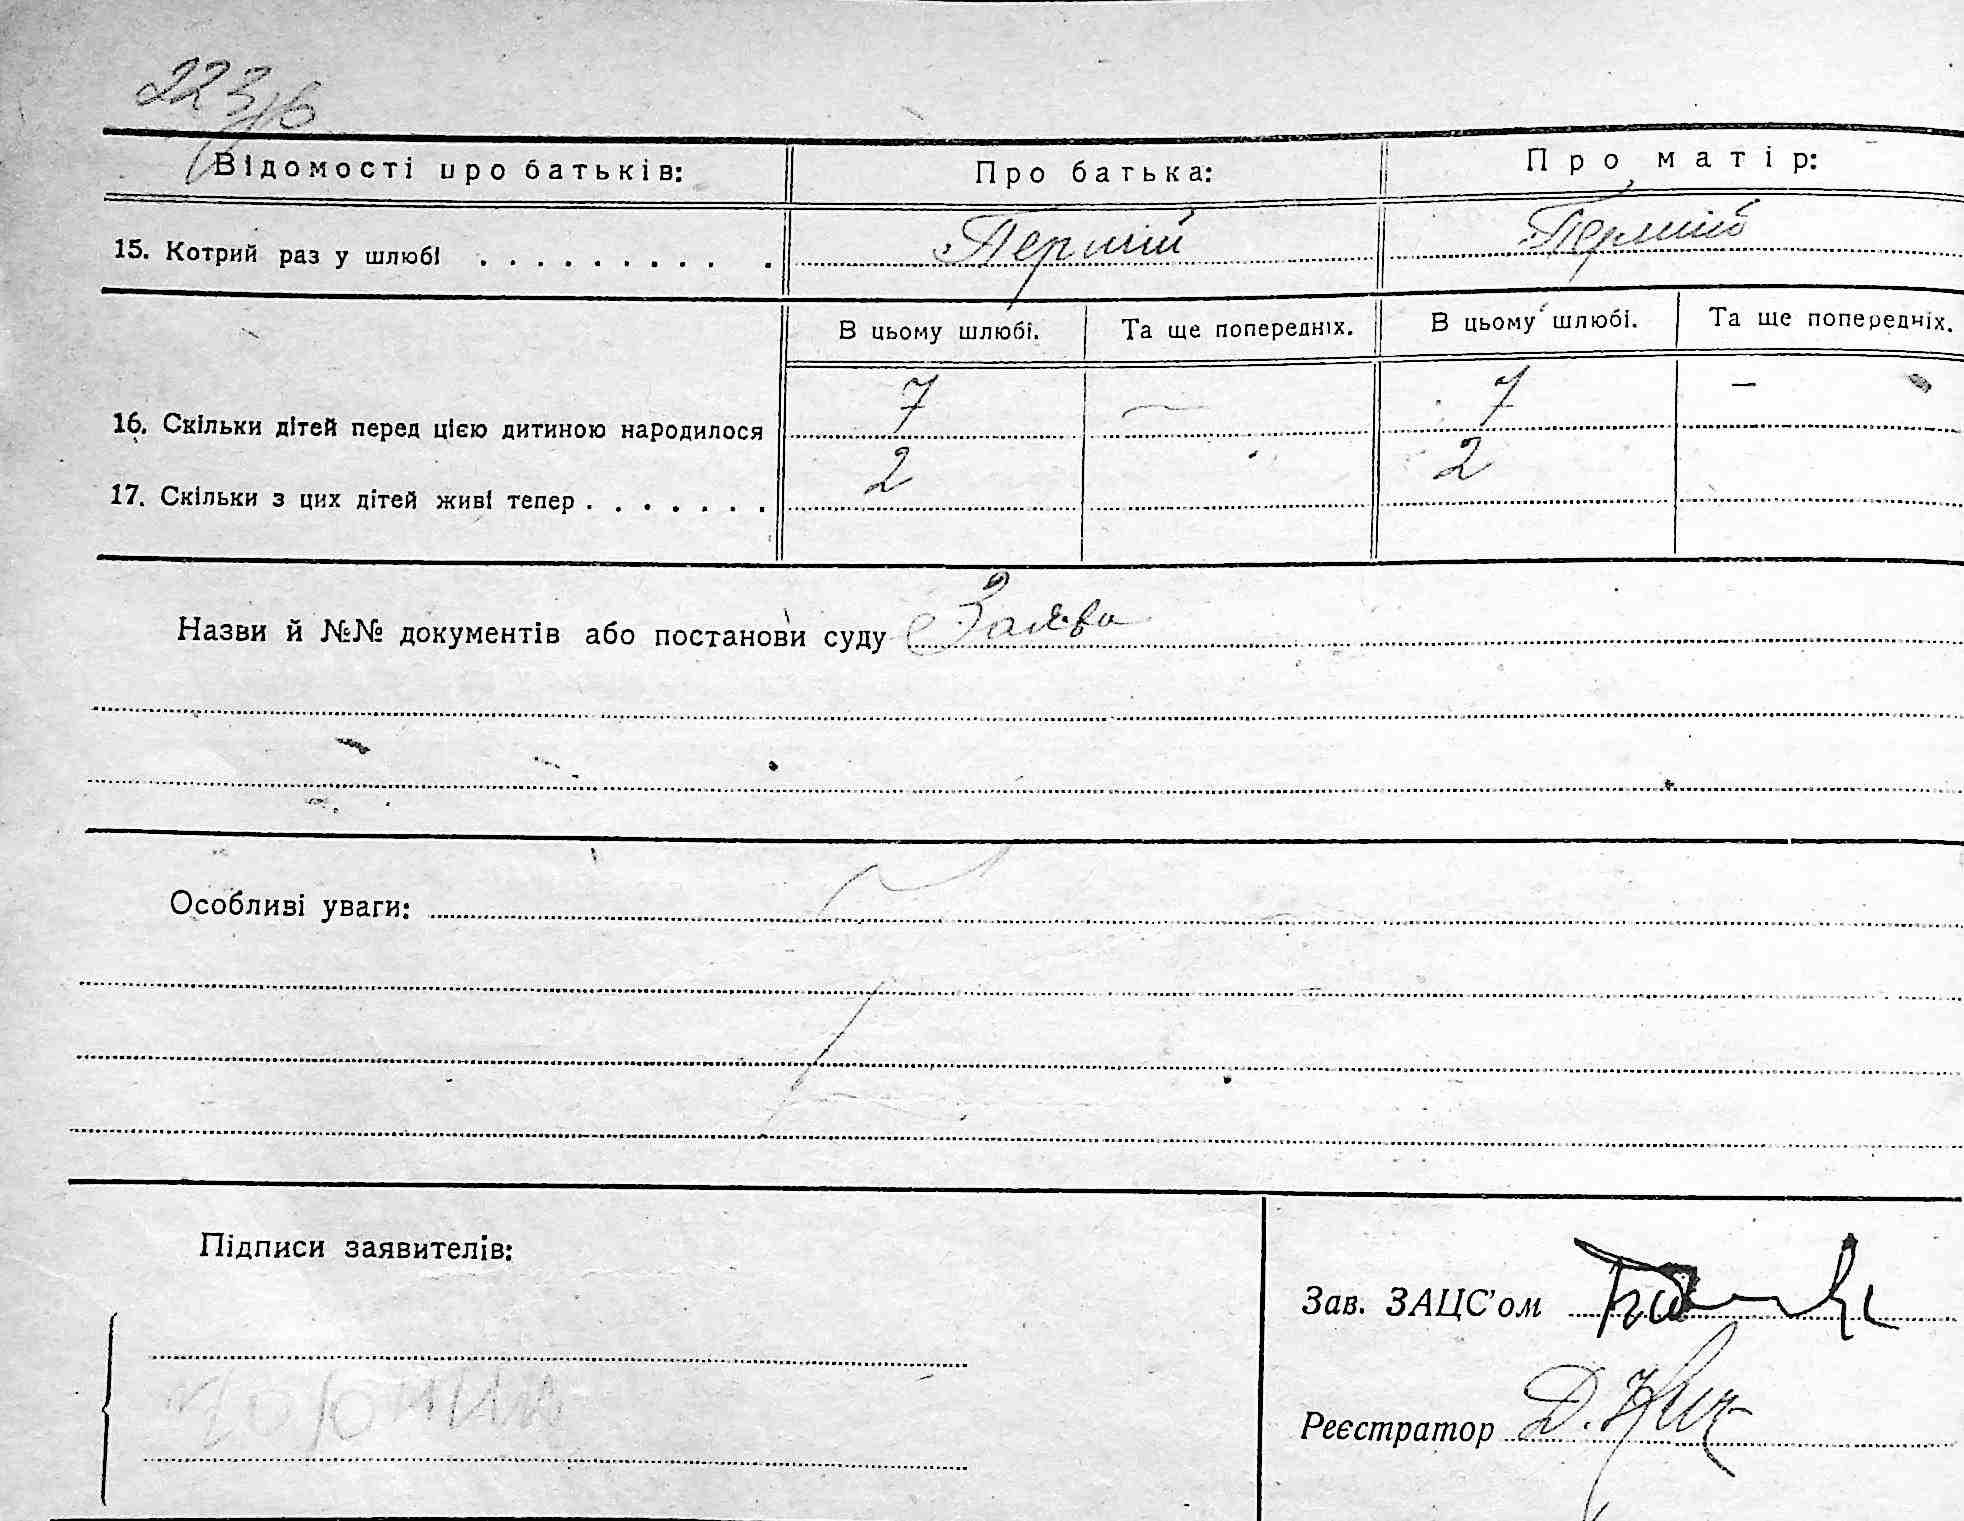 Відомості про батьків:	Про батька:	Про матір:
15. Котрий раз у шлюбі . . . . . . . . . . .	Перший	Перший
В цьому шлюбі.	Та ще попередніх.	В цьому шлюбі.	Та ще попередніх.
16. Скільки дітей перед цією дитиною народилося	7	—	7	—
17. Скільки з цих дітей живі тепер . . . . . . .	2	2
Назви й №№ документів або постанови суду Заява
Особливі уваги:
Підписи заявителів:
Зав. ЗАЦС'ом
Реєстратор